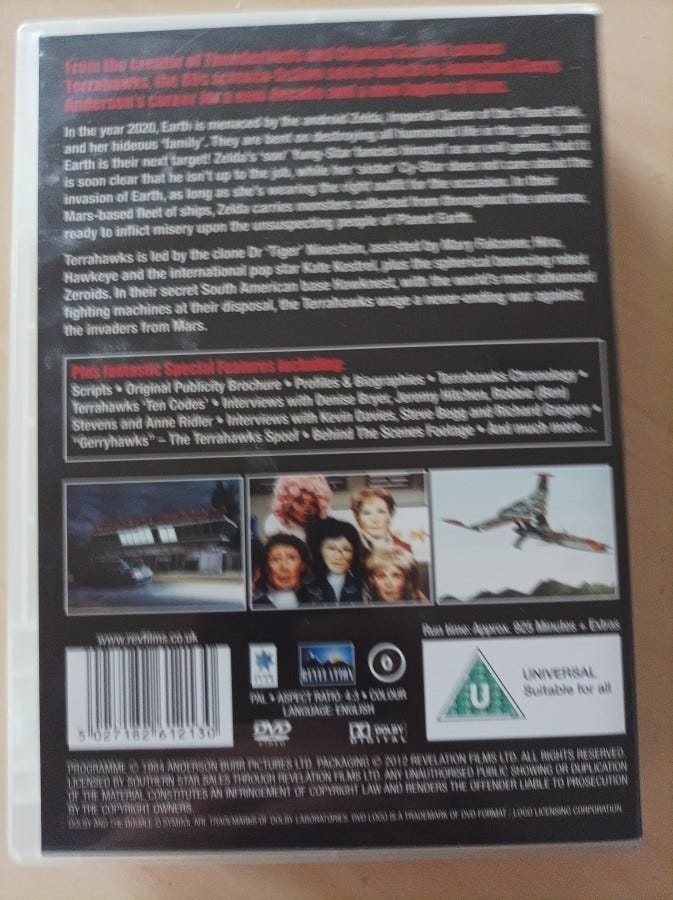 From the creator of Thunderbirds and Captain Scarlet comes
Terrahawks, the 80s science-fiction series which re-launched Gerry
Anderson's career for a new decade and a new legion of fans.
In the year 2020, Earth is menaced by the android Zelda, Imperial Queen of the Planet Guk,
and her hideous 'family'. They are bent on destroying all humanoid life in the galaxy, and
Earth is their next target! Zelda's 'son' Yung-Star fancies himself as an evil genius, but it
is soon clear that he isn't up to the job, while her 'sister' Cy-Star
invasion of Earth, as long as she's wearing the right outfit for the occasion. In their
Mars-based fleet of ships, Zelda carries monsters collected from throughout the universe,
ready to inflict misery upon the unsuspecting people of Planet Earth.
Terrahawks is led by the clone Dr 'Tiger' Ninestein, assisted by Mary Falconer, Hiro,
Hawkeye and the international pop star Kate Kestrel, plus the spherical bouncing robot
Zeroids. In their secret South American base Hawknest, with the world's most advanced
fighting machines at their disposal, the Terrahawks wage a never-ending war against
the invaders from Mars.
Plus fantastic Special Features including:
Scripts • Original Publicity Brochure • Profiles & Biographies • Terrahawks Chronology •
Terrahawks 'Ten Codes' • Interviews with Denise Bryer, Jeremy Hitchen, Robbie (Ben)
Stevens and Anne Ridler • Interviews with Kevin Davies, Steve Begg and Richard Gregory •
"Gerryhawks" – The Terrahawks Spoof • Behind The Scenes Footage • And much more...
www.revfilms.co.uk
Run time: Approx. 925 Minutes + Extras
REVELATION
0
PAL • ASPECT RATIO: 4:3 • COLOUR
LANGUAGE: ENGLISH
DVD VIDEO
DOLBY DIGITAL
U
UNIVERSAL
Suitable for all
5 027182 612130
PROGRAMME © 1984 ANDERSON BURR PICTURES LTD. PACKAGING © 2012 REVELATION FILMS LTD. ALL RIGHTS RESERVED.
LICENSED BY SOUTHERN STAR SALES THROUGH REVELATION FILMS LTD. ANY UNAUTHORISED PUBLIC SHOWING OR DUPLICATION
OF THE MATERIAL CONSTITUTES AN INFRINGEMENT OF COPYRIGHT LAW AND RENDERS THE OFFENDER LIABLE TO PROSECUTION
BY THE COPYRIGHT OWNERS.
DOLBY AND THE DOUBLE-D SYMBOL ARE TRADEMARKS OF DOLBY LABORATORIES. DVD LOGO IS A TRADEMARK OF DVD FORMAT / LOGO LICENSING CORPORATION.